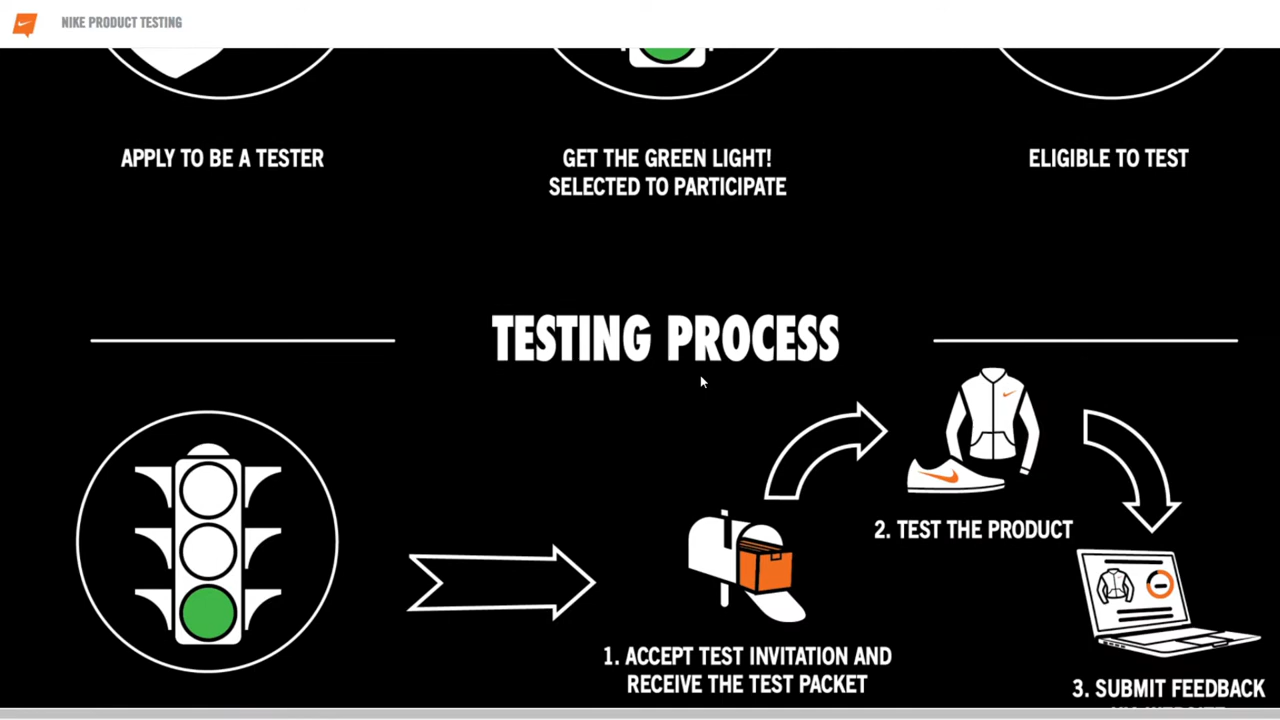 NIKE PRODUCT TESTING
APPLY TO BE A TESTER
GET THE GREEN LIGHT!
SELECTED TO PARTICIPATE
ELIGIBLE TO TEST
TESTING PROCESS
2. TEST THE PRODUCT
1. ACCEPT TEST INVITATION AND
RECEIVE THE TEST PACKET
3. SUBMIT FEEDBACK